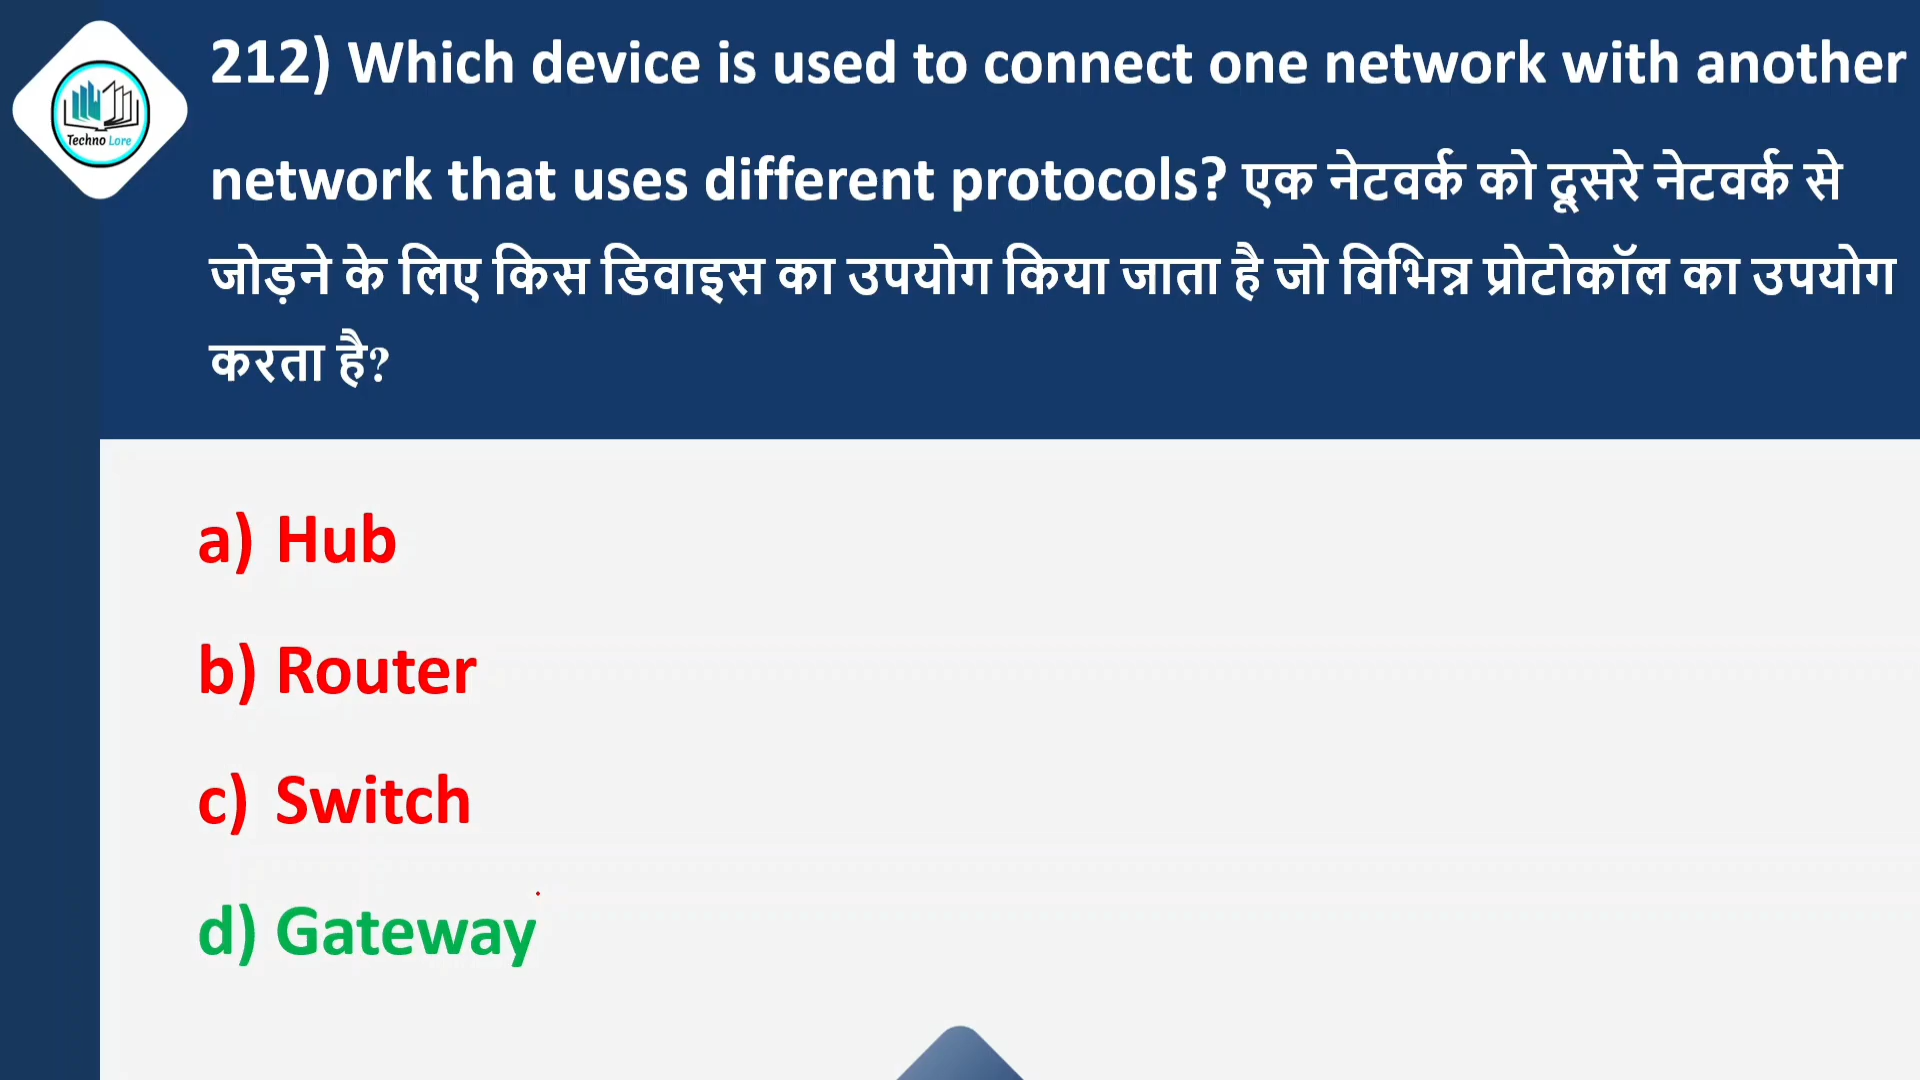 Techno Lore
212) Which device is used to connect one network with another
network that uses different protocols? एक नेटवर्क को दूसरे नेटवर्क से
जोड़ने के लिए किस डिवाइस का उपयोग किया जाता है जो विभिन्न प्रोटोकॉल का उपयोग
करता है?
a) Hub
b) Router
c) Switch
d) Gateway